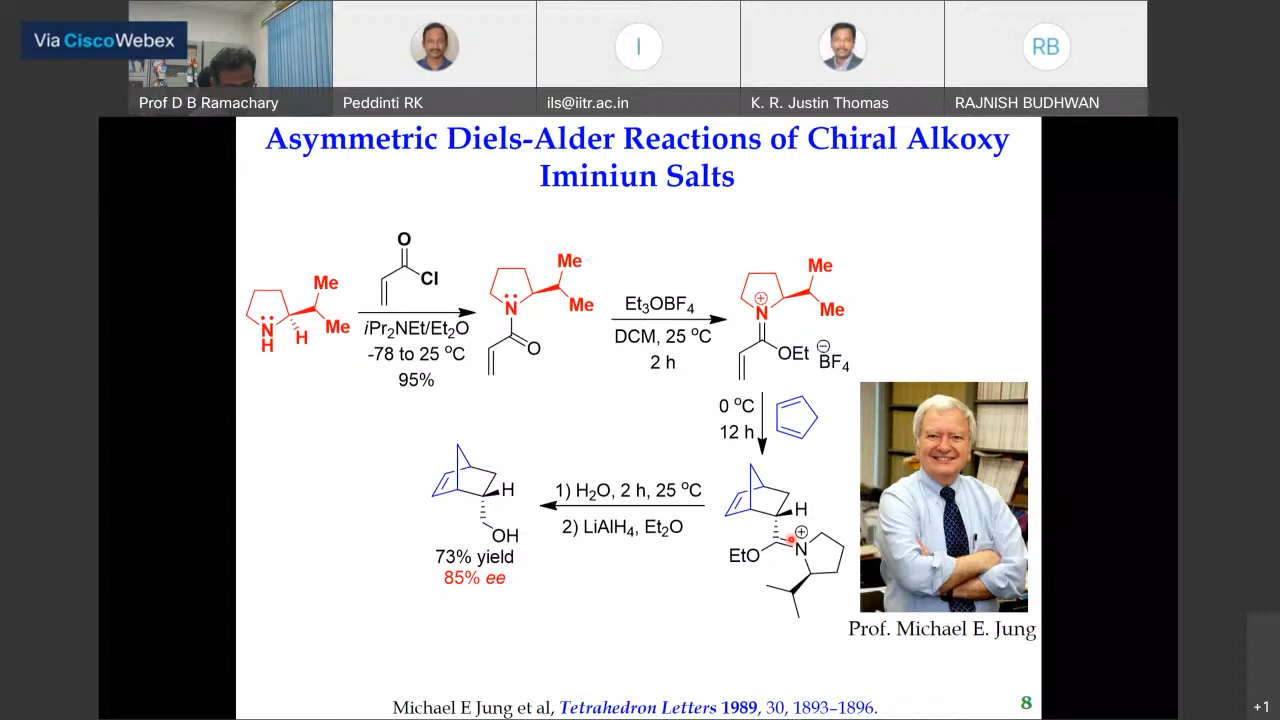 Via Cisco Webex
Prof D B Ramachary
Peddinti RK
I
ils@iitr.ac.in
K. R. Justin Thomas
RB
RAJNISH BUDHWAN
Asymmetric Diels-Alder Reactions of Chiral Alkoxy
Iminiun Salts
N
H
H
Me
Me
O
Cl
iPr₂NEt/Et₂O
-78 to 25 °C
95%
Me
Me
N
O
Et₃OBF₄
DCM, 25 °C
2 h
Me
Me
N
OEt
BF₄
0 °C
12 h
H
EtO
N
1) H₂O, 2 h, 25 °C
2) LiAlH₄, Et₂O
H
OH
73% yield
85% ee
Prof. Michael E. Jung
Michael E Jung et al, Tetrahedron Letters 1989, 30, 1893–1896.
8
+1